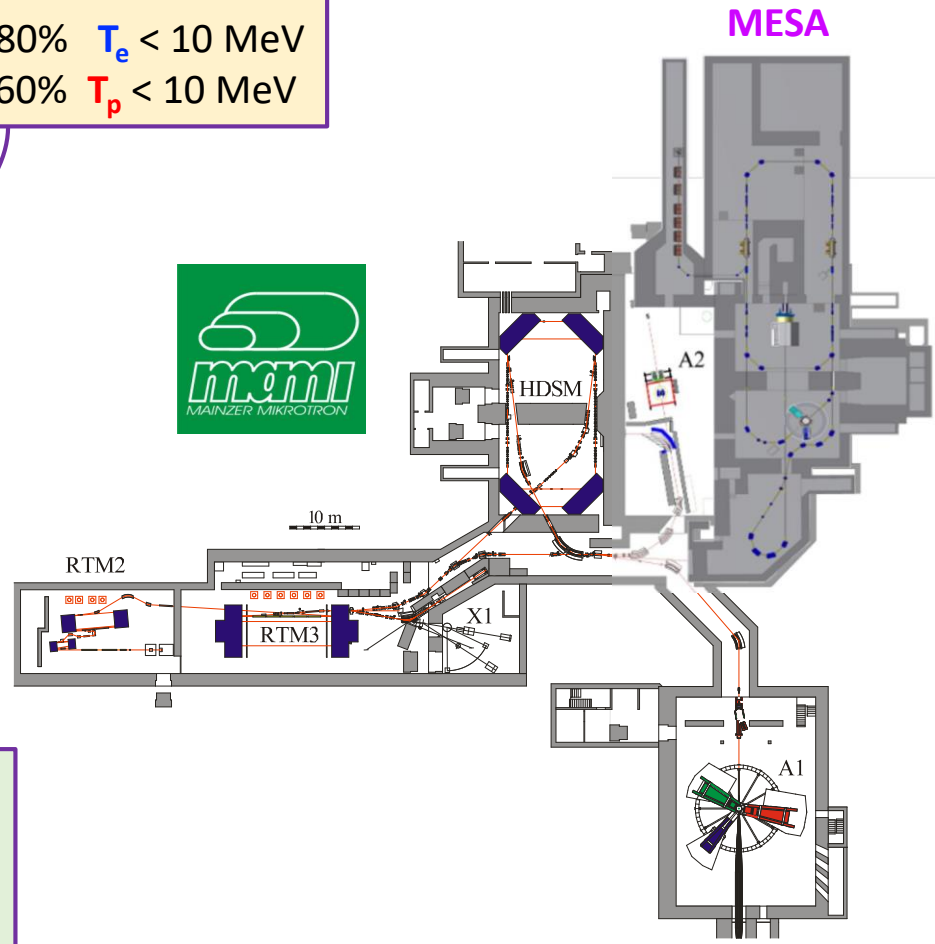 80% Tₑ < 10 MeV
60% Tₚ < 10 MeV
MESA
mami
MAINZER MIKROTRON
A2
HDSM
10 m
RTM2
RTM3
X1
A1